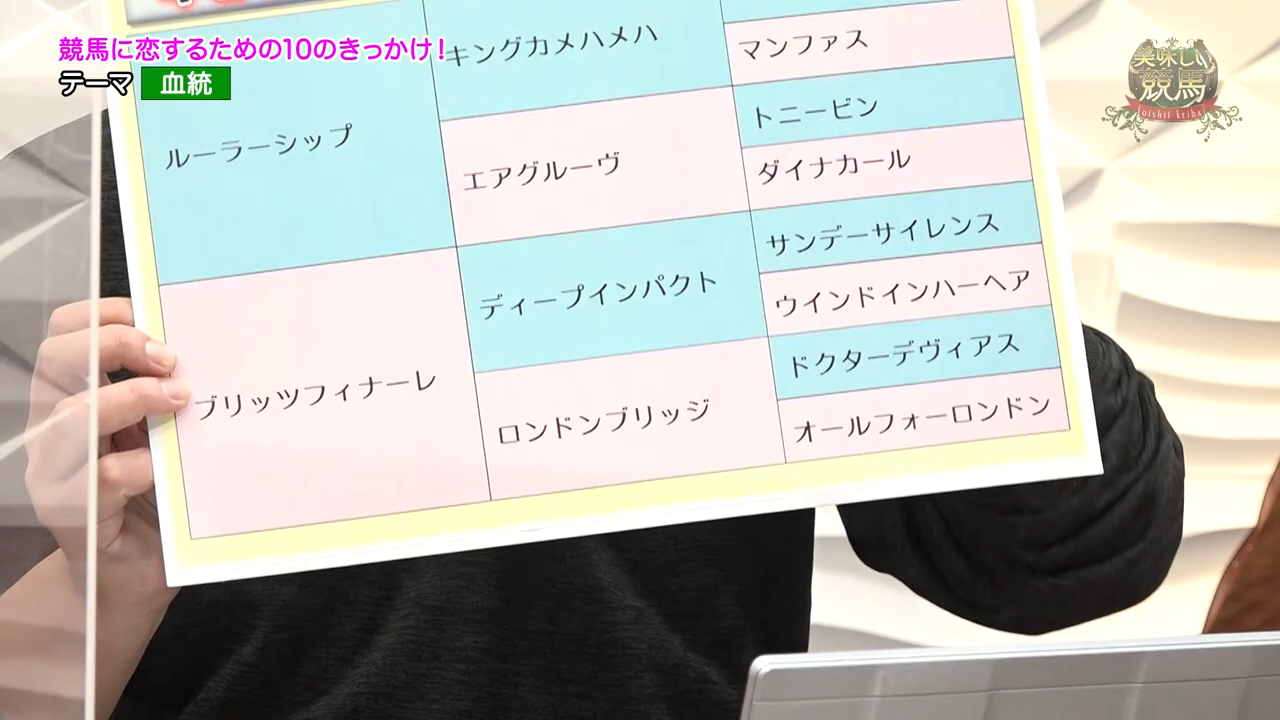 競馬に恋するための10のきっかけ!
テーマ 血統
美味しい
競馬
oishii keiba
キングカメハメハ
マンファス
ルーラーシップ
トニービン
エアグルーヴ
ダイナカール
サンデーサイレンス
ディープインパクト
ウインドインハーヘア
ブリッツフィナーレ
ドクターデヴィアス
ロンドンブリッジ
オールフォーロンドン